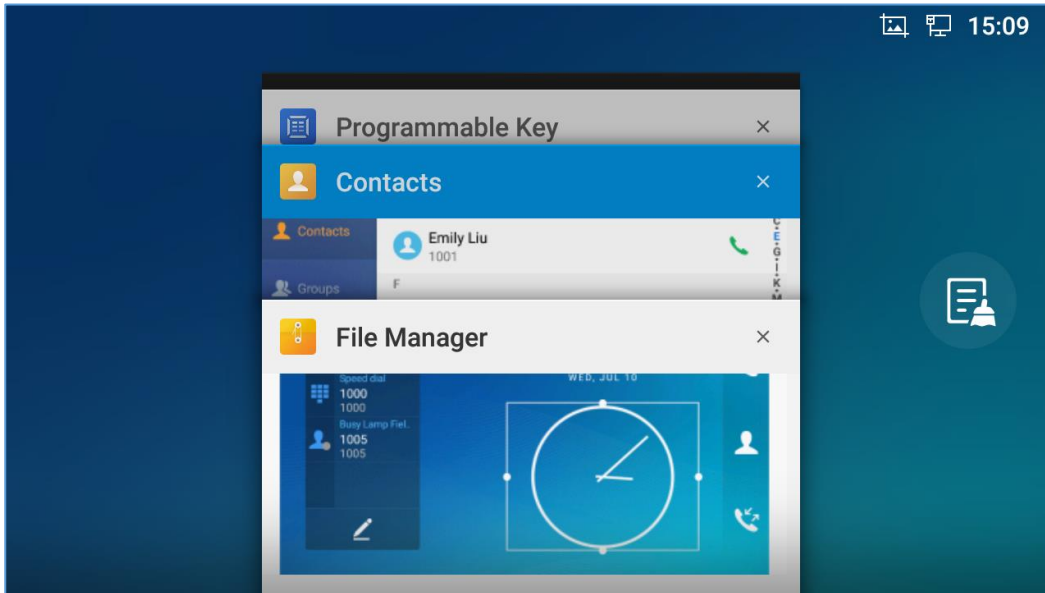 15:09
Programmable Key
Contacts
Contacts
Emily Liu
1001
Groups
F
C
E
G
I
K
M
File Manager
Speed dial
1000
1000
Busy Lamp Fiel.
1005
1005
WED, JUL 10